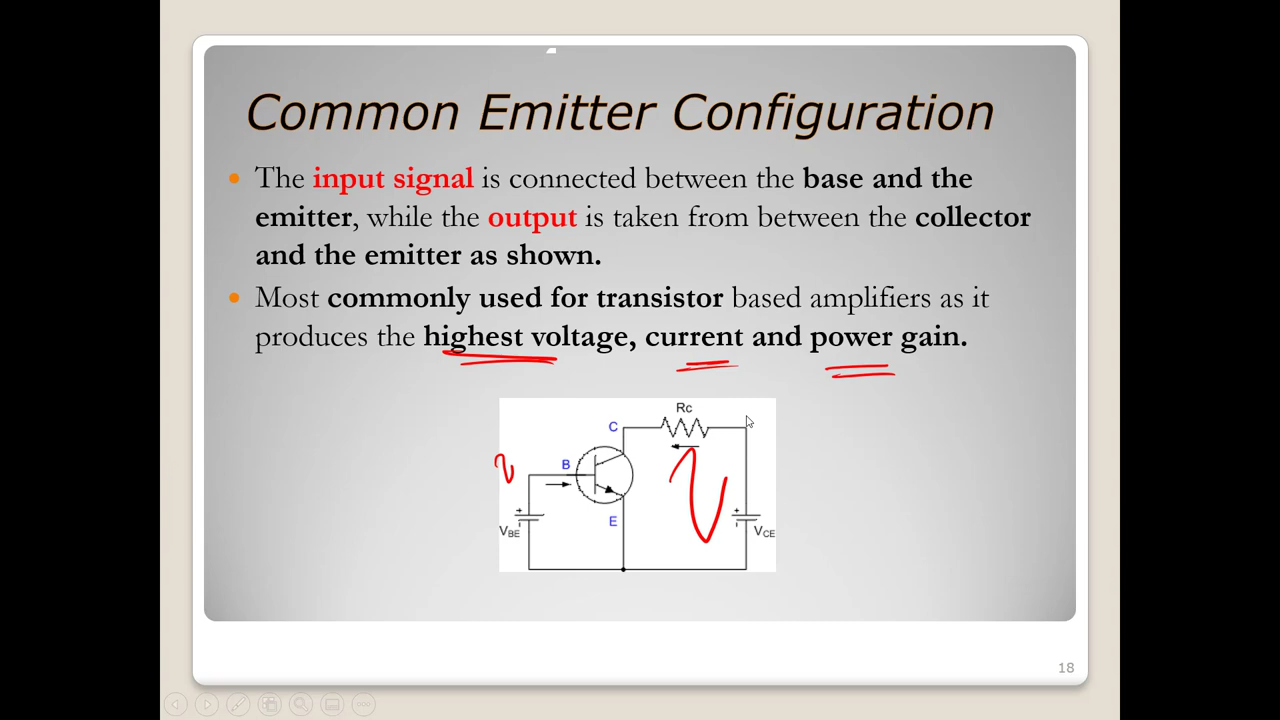 Common Emitter Configuration
The input signal is connected between the base and the
emitter, while the output is taken from between the collector
and the emitter as shown.
Most commonly used for transistor based amplifiers as it
produces the highest voltage, current and power gain.
Rc
C
B
E
+
-
VBE
+
-
VCE
18